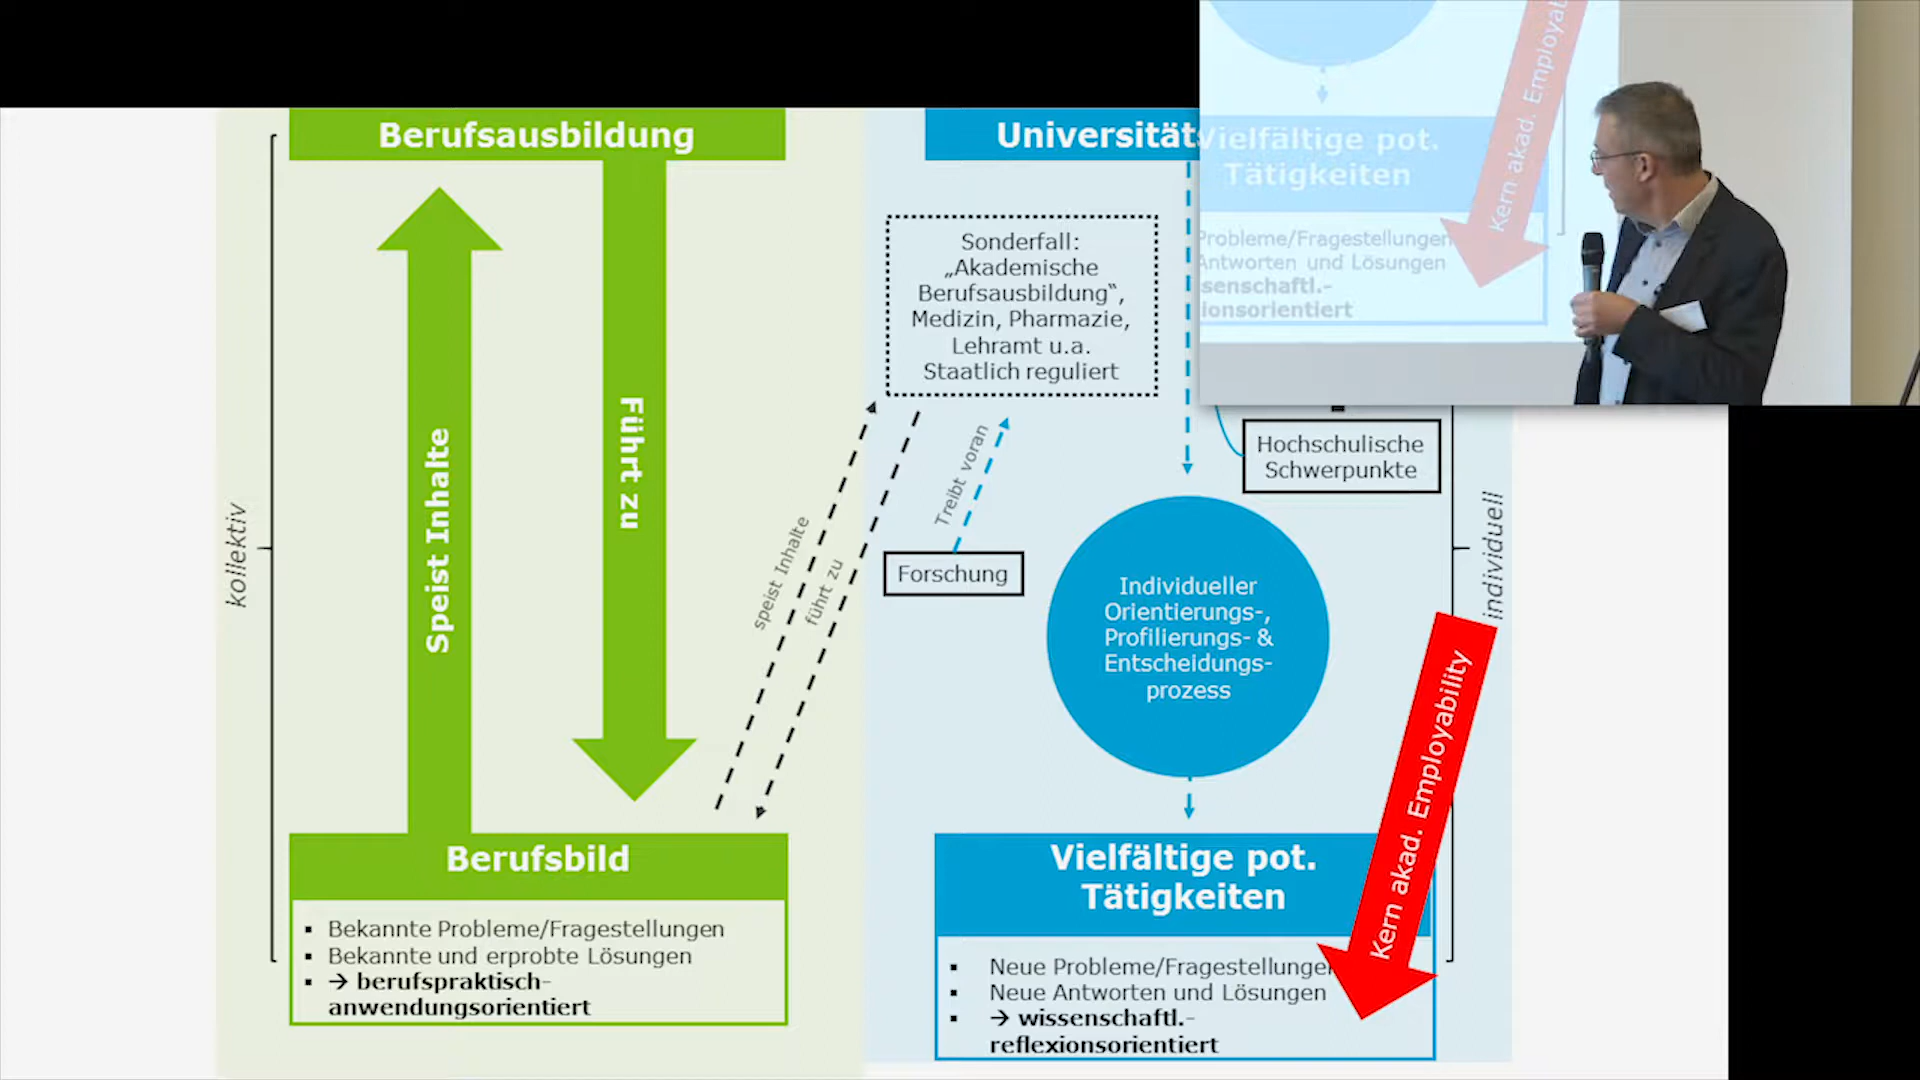 Berufsausbildung
kollektiv
Speist Inhalte
Führt zu
Berufsbild
Bekannte Probleme/Fragestellungen
Bekannte und erprobte Lösungen
→ berufspraktisch-
anwendungsorientiert
speist Inhalte
führt zu
Universität
Sonderfall:
„Akademische
Berufsausbildung“,
Medizin, Pharmazie,
Lehramt u.a.
Staatlich reguliert
Treibt voran
Forschung
Hochschulische
Schwerpunkte
individuell
Individueller
Orientierungs-,
Profilierungs- &
Entscheidungs-
prozess
Kern akad. Employability
Vielfältige pot.
Tätigkeiten
Neue Probleme/Fragestellungen
Neue Antworten und Lösungen
→ wissenschaftl.-
reflexionsorientiert
Vielfältige pot.
Tätigkeiten
Kern akad. Employab
Probleme/Fragestellungen
Antworten und Lösungen
senschaftl.-
ionsorientiert